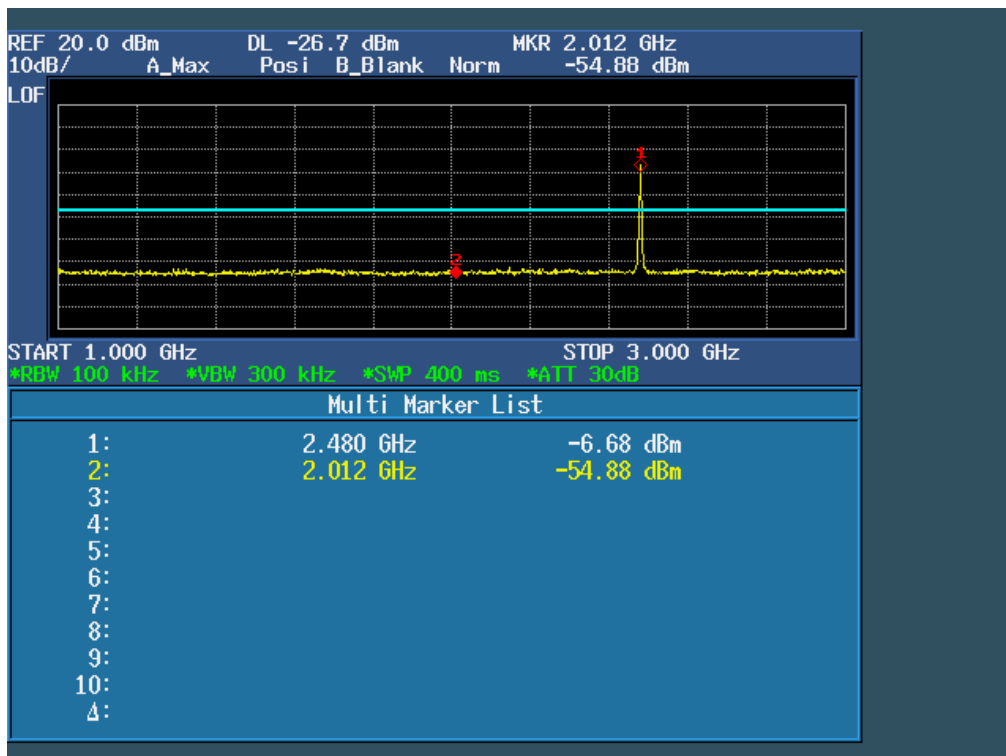 REF 20.0 dBm DL -26.7 dBm MKR 2.012 GHz
10dB/ A_Max Posi B_Blank Norm -54.88 dBm
LOF
1
2
START 1.000 GHz STOP 3.000 GHz
*RBW 100 kHz *VBW 300 kHz *SWP 400 ms *ATT 30dB
Multi Marker List
1: 2.480 GHz -6.68 dBm
2: 2.012 GHz -54.88 dBm
3:
4:
5:
6:
7:
8:
9:
10:
Δ: